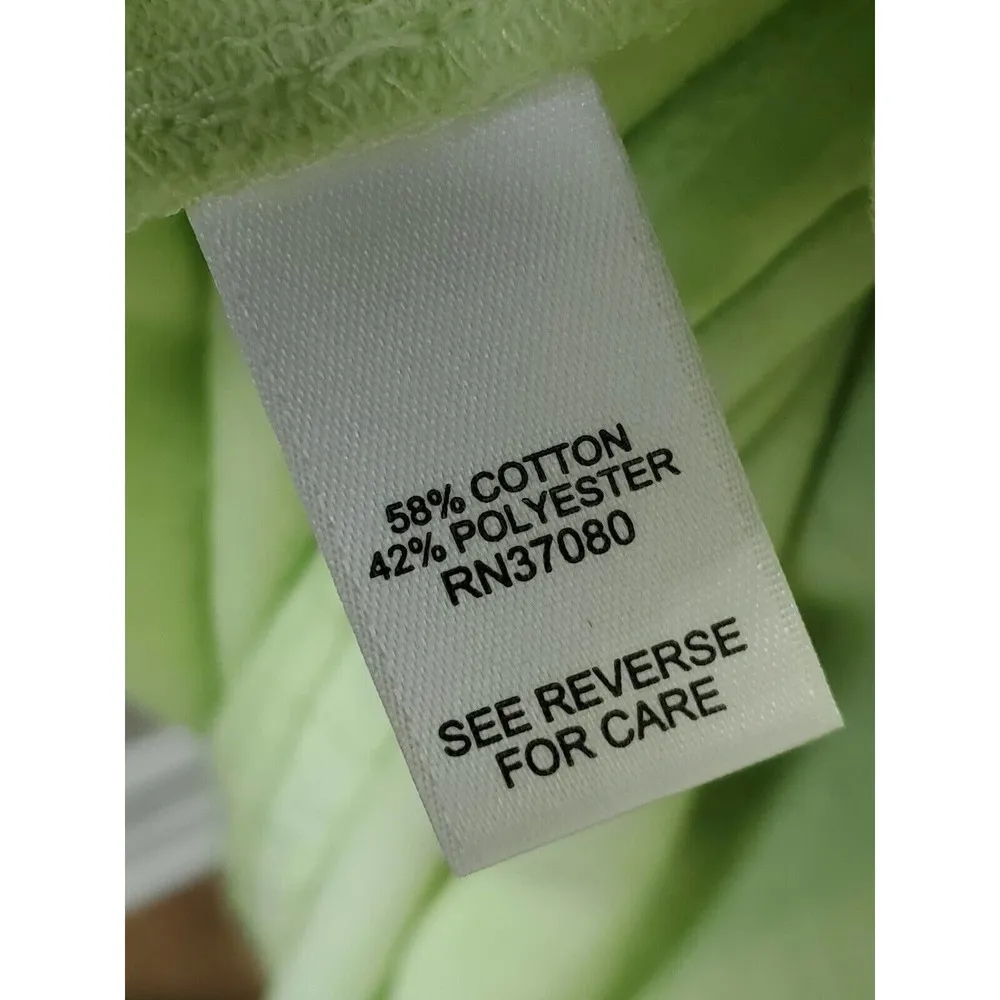 58% COTTON
42% POLYESTER
RN37080
SEE REVERSE
FOR CARE